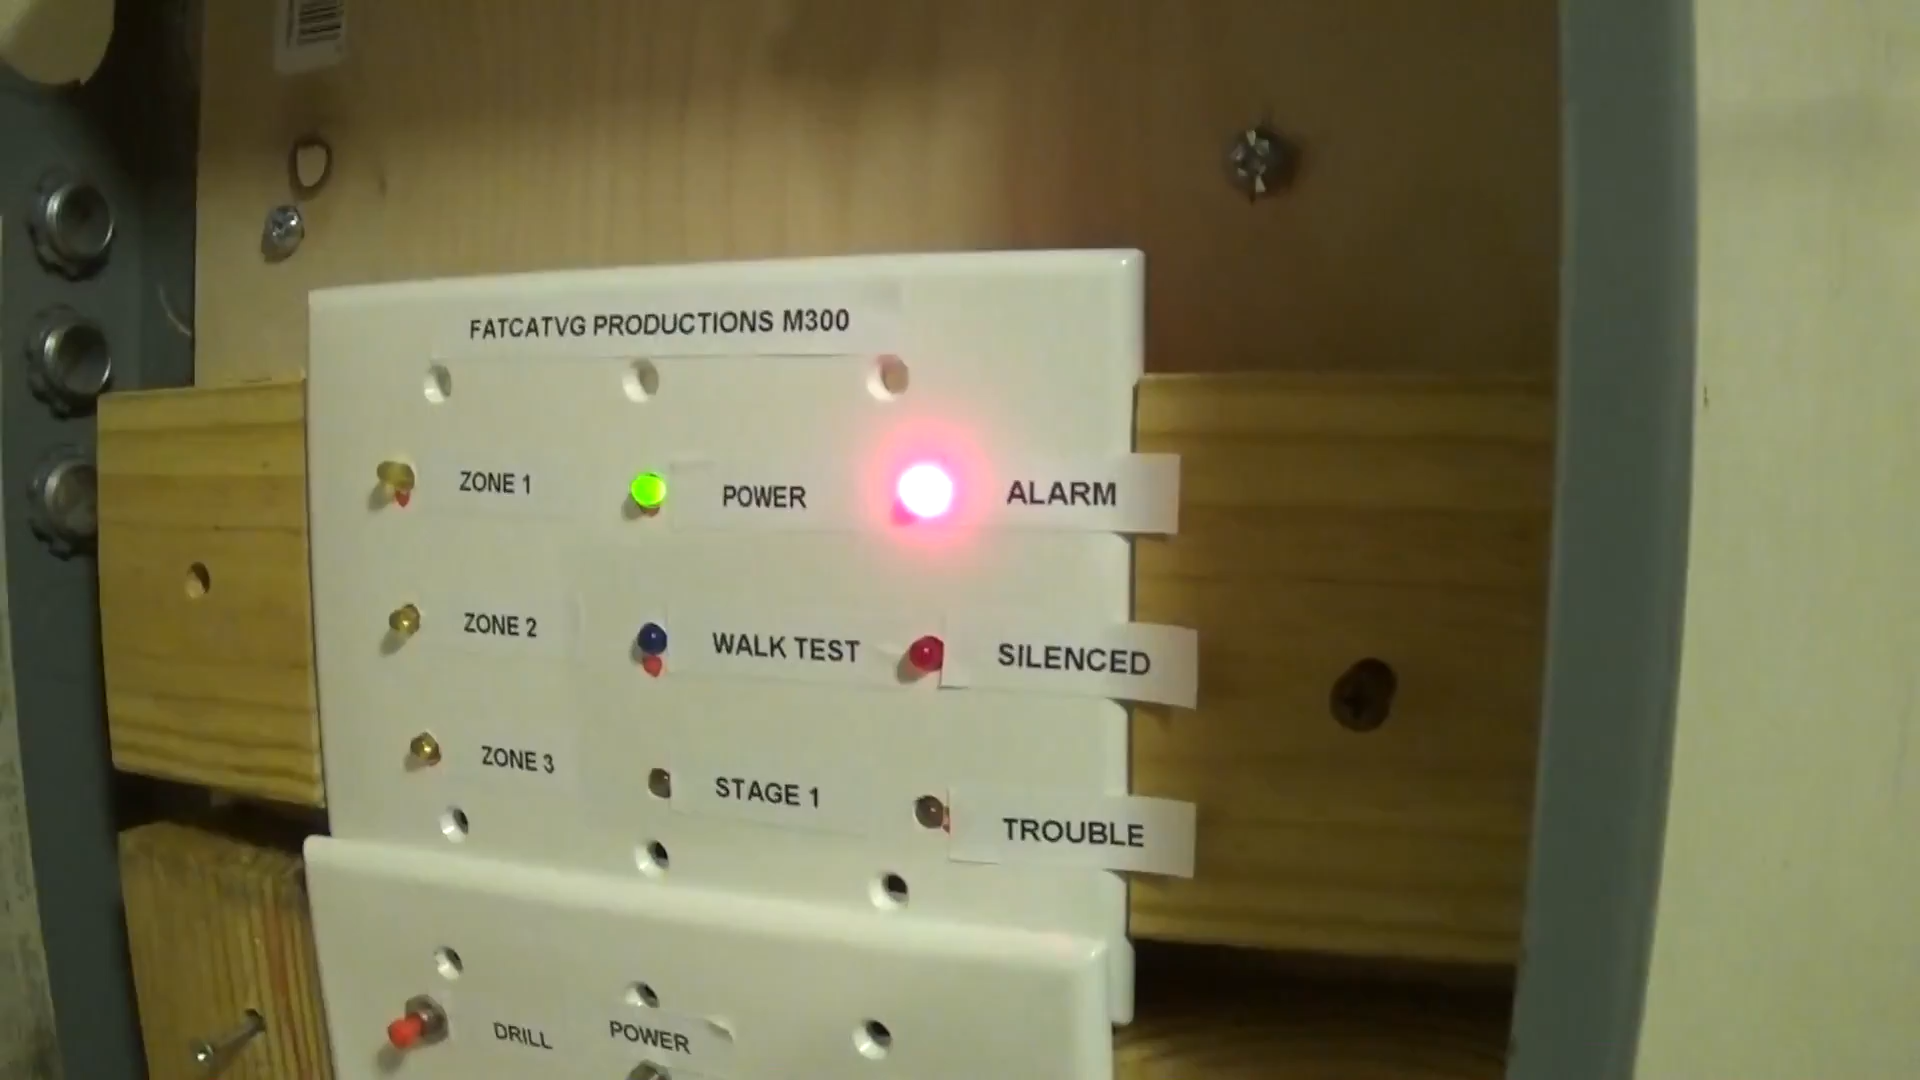 FATCATVG PRODUCTIONS M300
ZONE 1
POWER
ALARM
ZONE 2
WALK TEST
SILENCED
ZONE 3
STAGE 1
TROUBLE
DRILL
POWER